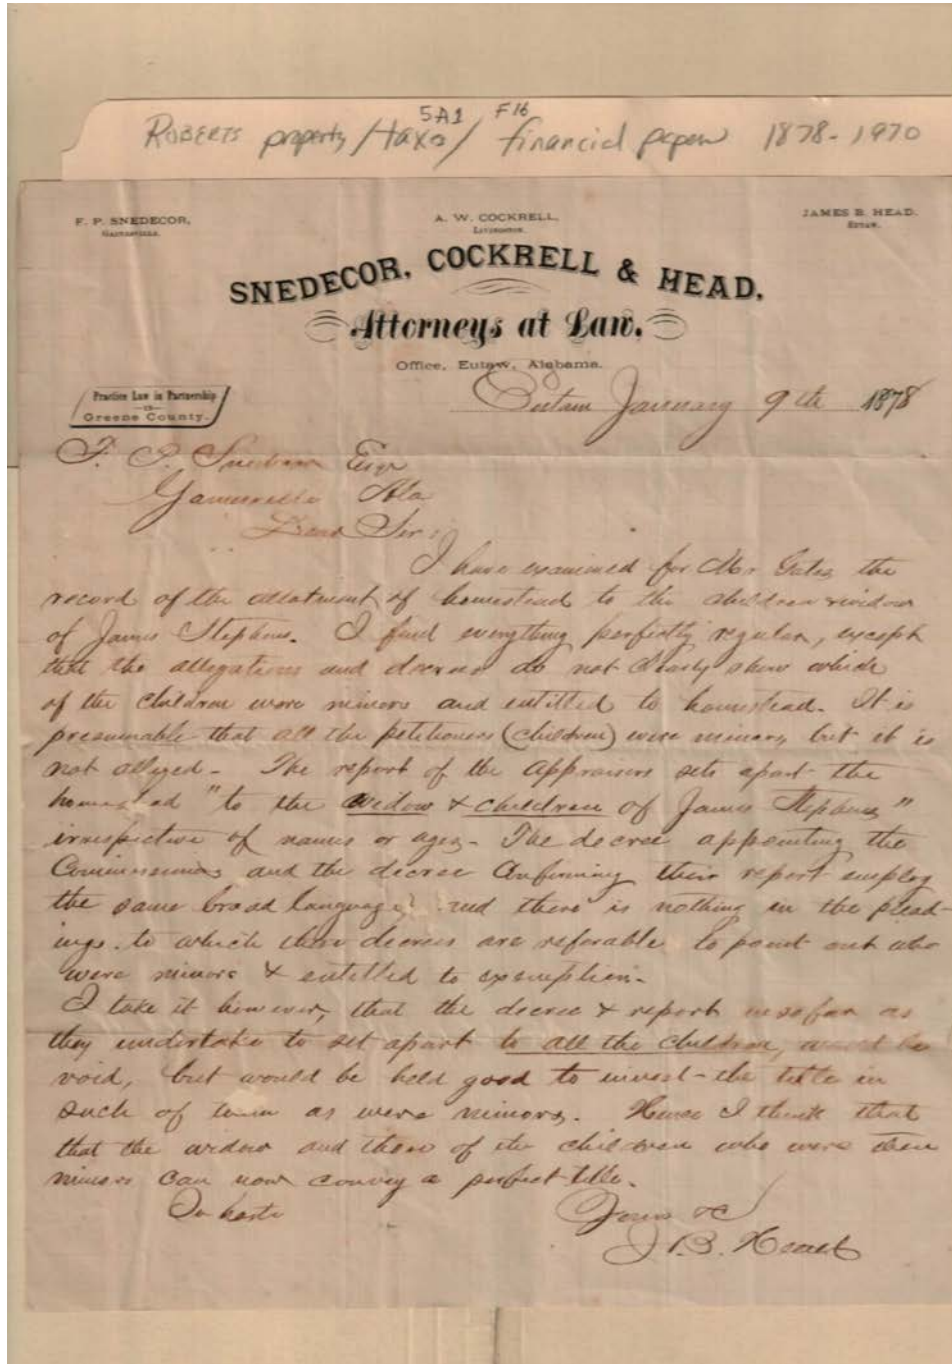 5A1 F16
ROBERTS property / taxo / financial papers 1878-1970
F. P. SNEDECOR,
GAINESVILLE.
A. W. COCKRELL,
LIVINGSTON.
JAMES B. HEAD.
EUTAW.
SNEDECOR, COCKRELL & HEAD,
Attorneys at Law.
Office, Eutaw, Alabama.
Practice Law in Partnership
—IN—
Greene County.
Eutaw January 9th 1878
F. P. Snedecor Esqr
Gainesville Ala
Dear Sir:
I have examined for Mr Gates the
record of the allotment of homestead to the children & widow
of James Stephens. I find everything perfectly regular, except
that the allegations and decree do not clearly show which
of the children were minors and entitled to homestead. It is
presumable that all the petitioners (children) were minors, but it is
not alleged - The report of the appraisers sets apart the
homestead "to the widow & children of James Stephens"
irrespective of names or ages - The decree appointing the
Commissioners and the decree confirming their report employ
the same broad language, and there is nothing in the plead-
ings to which these decrees are referable to point out who
were minors & entitled to exemption -
I take it however, that the decree & report in so far as
they undertake to set apart to all the children, would be
void, but would be held good to invest the title in
such of them as were minors. Hence I think that
that the widow and those of the children who were then
minors can now convey a perfect title.
In haste
Yours &c
J. B. Head